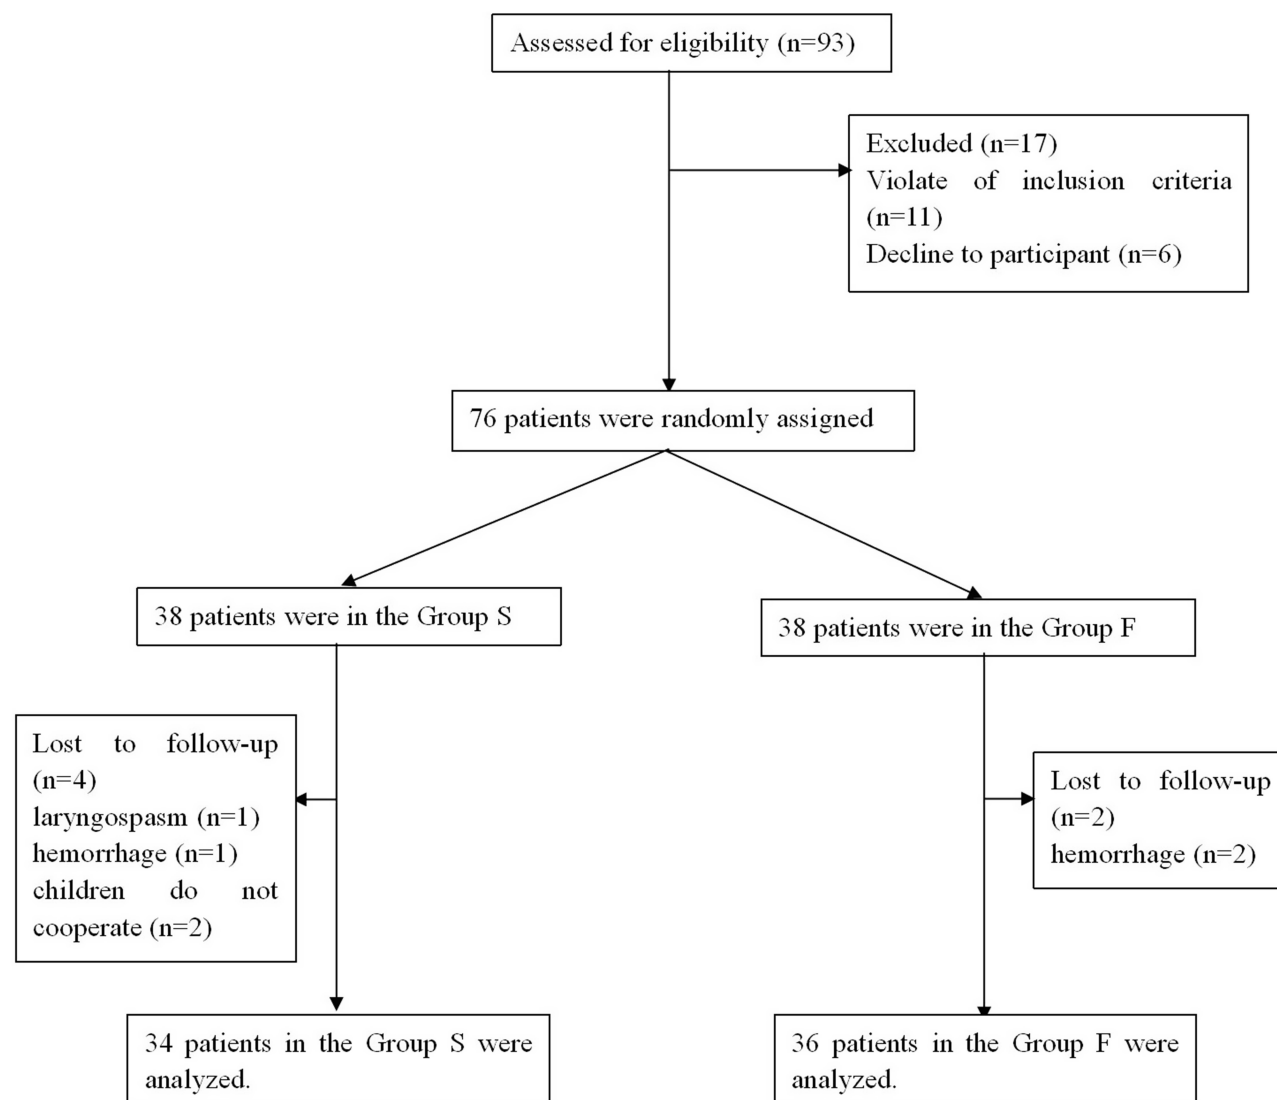 Assessed for eligibility (n=93)
Excluded (n=17)
Violate of inclusion criteria
(n=11)
Decline to participant (n=6)
76 patients were randomly assigned
38 patients were in the Group S
38 patients were in the Group F
Lost to follow-up
(n=4)
laryngospasm (n=1)
hemorrhage (n=1)
children do not
cooperate (n=2)
Lost to follow-up
(n=2)
hemorrhage (n=2)
34 patients in the Group S were
analyzed.
36 patients in the Group F were
analyzed.